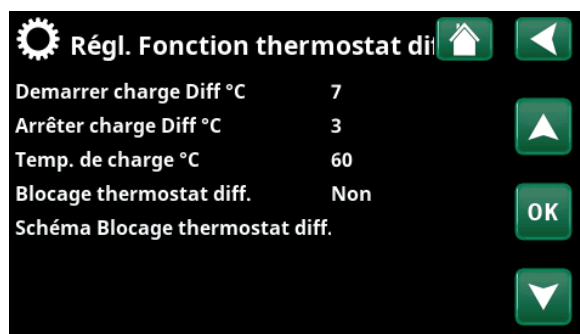 Régl. Fonction thermostat dif
Demarrer charge Diff °C 7
Arrêter charge Diff °C 3
Temp. de charge °C 60
Blocage thermostat diff. Non
Schéma Blocage thermostat diff.
OK